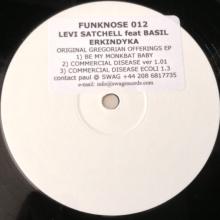 FUNKNOSE 012
LEVI SATCHELL feat BASIL
ERKINDYKA
ORIGINAL GREGORIAN OFFERINGS EP
1) BE MY MONKBAT BABY
2) COMMERCIAL DISEASE ver 1.01
3) COMMERCIAL DISEASE ECOLI 1.3
contact paul @ SWAG +44 208 6817735
e-mail: info@swagrecords.com